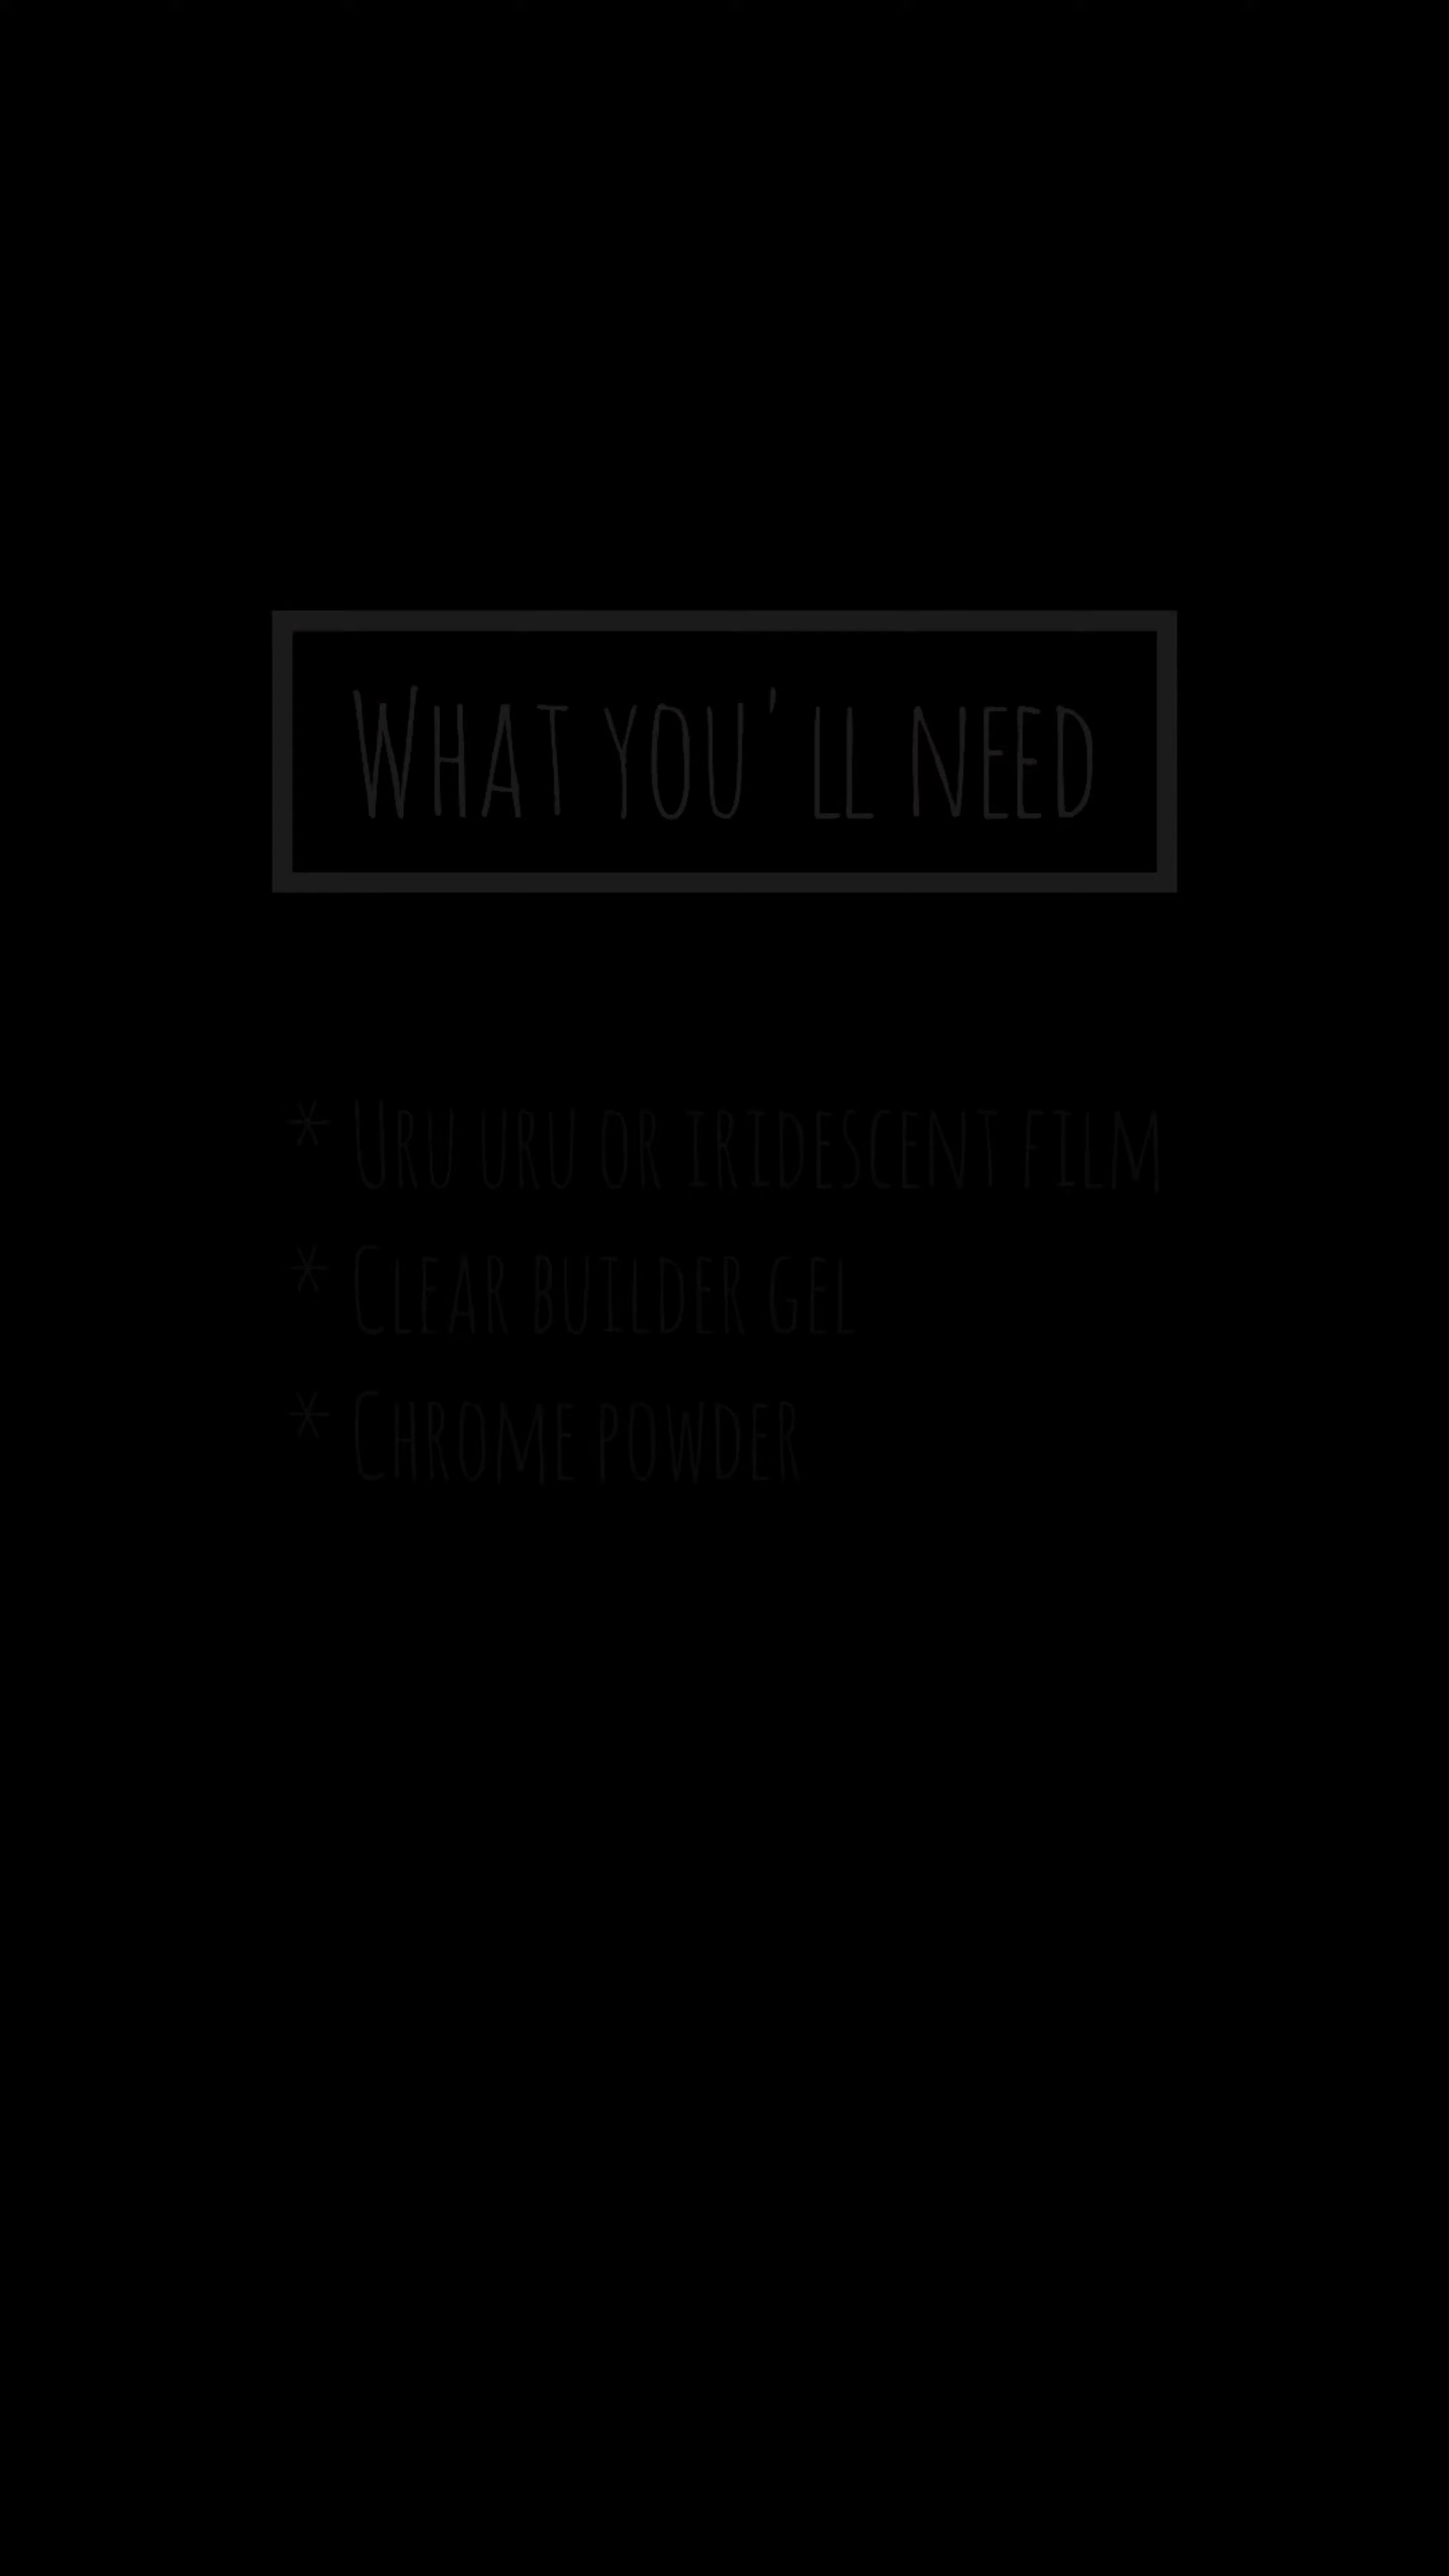 What you'll need
* Uru uru or iridescent film
* Clear builder gel
* Chrome powder